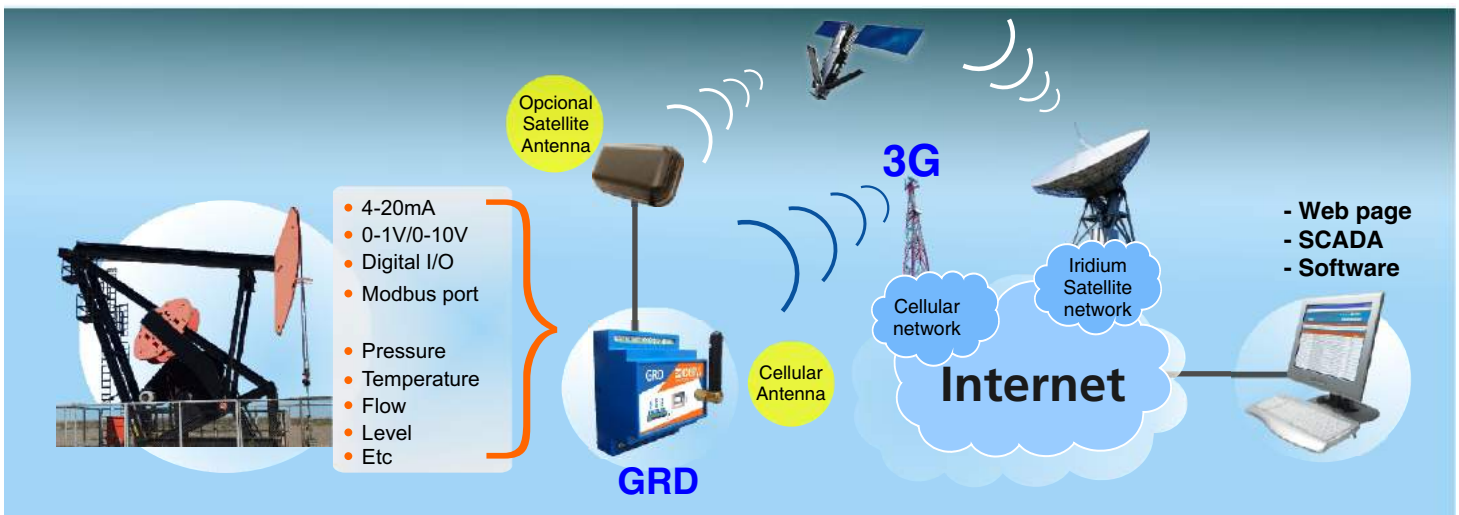 Opcional
Satellite
Antenna
3G
4-20mA
0-1V/0-10V
Digital I/O
Modbus port
Pressure
Temperature
Flow
Level
Etc
GRD
GRD
Cellular
Antenna
Cellular
network
Iridium
Satellite
network
Internet
- Web page
- SCADA
- Software